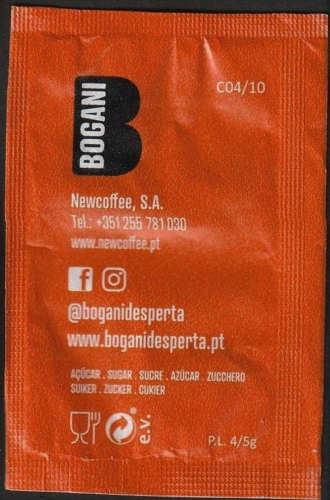 BOGANI
CO4/10
Newcoffee, S.A.
Tel.: +351 255 781 030
www.newcoffee.pt
@boganidesperta
www.boganidesperta.pt
AÇÚCAR . SUGAR . SUCRE . AZÚCAR . ZUCCHERO
SUIKER . ZUCKER . CUKIER
e.v.
P.L. 4/5g